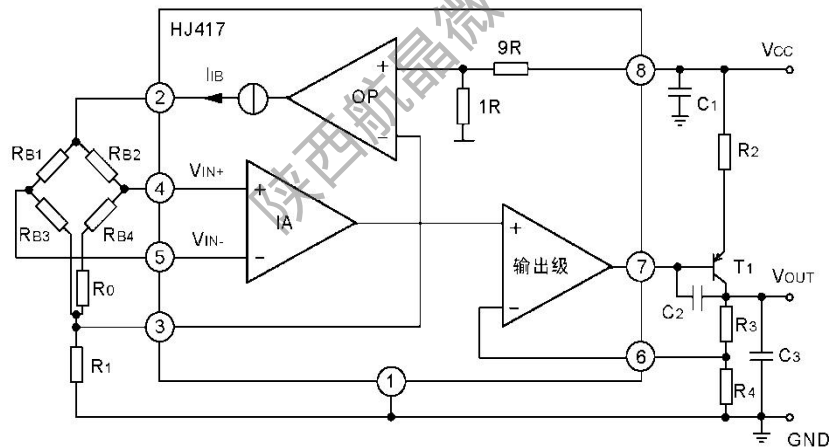 HJ417
陕西航晶微
9R
8
VCC
2
IIB
OP
+
−
1R
C1
R2
RB1
RB2
4
VIN+
+
IA
−
RB3
RB4
5
VIN-
+
输出级
−
7
T1
VOUT
C2
R0
3
R3
C3
R1
6
1
R4
GND